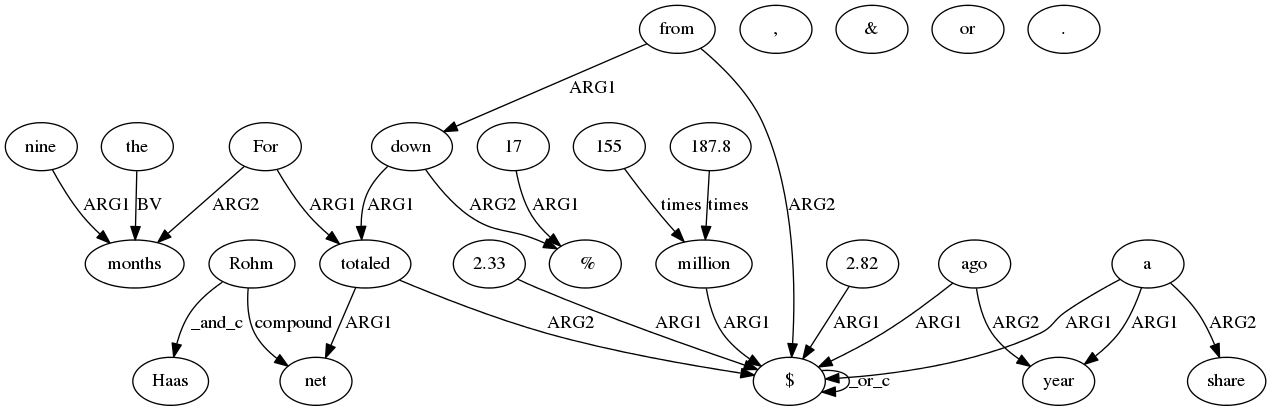 from , & or .
ARG1
nine the For down 17 155 187.8
ARG1 BV ARG2 ARG1 ARG1 ARG2 ARG1 times times ARG2
months Rohm totaled 2.33 % million 2.82 ago a
_and_c compound ARG1 ARG2 ARG1 ARG1 ARG1 ARG1 ARG2 ARG1 ARG1 ARG2
Haas net $ _or_c year share